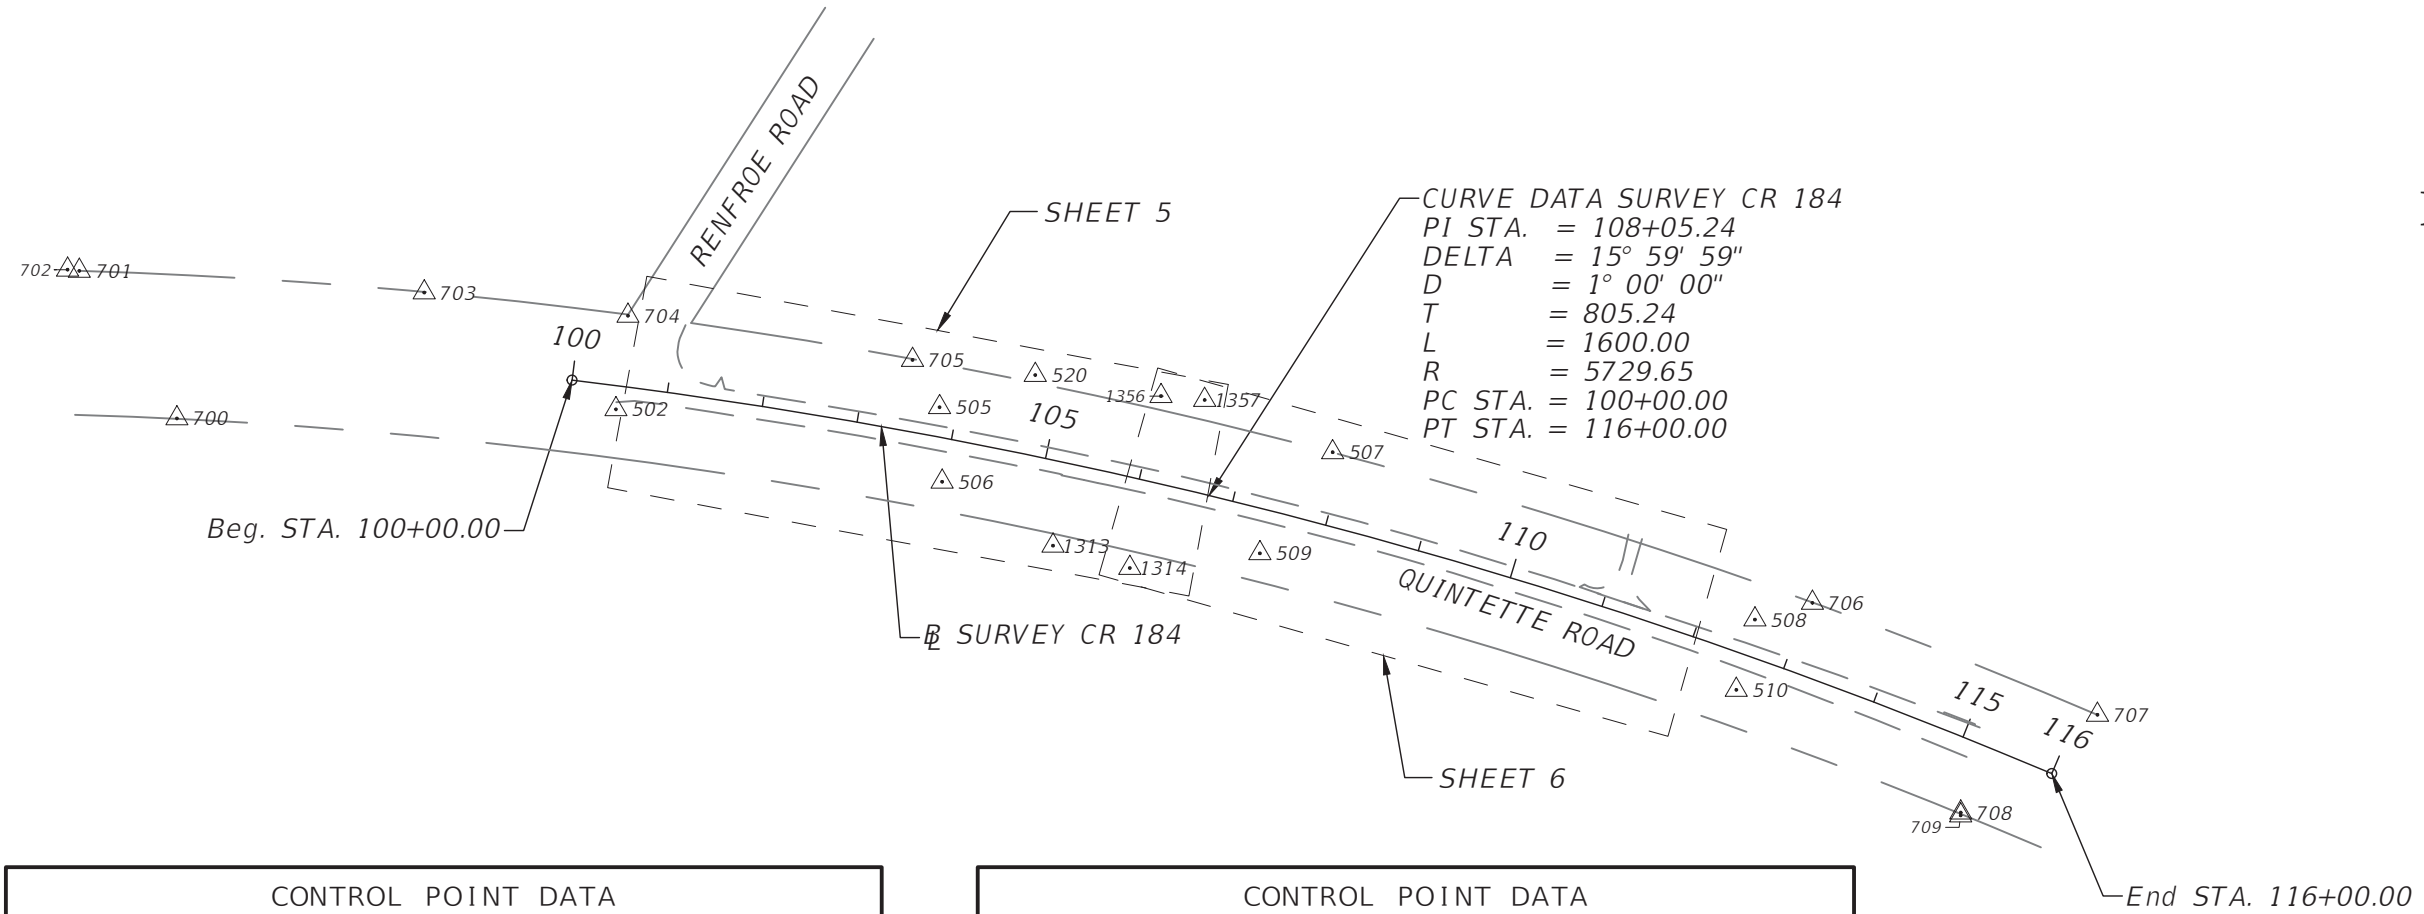 RENFROE ROAD
SHEET 5
CURVE DATA SURVEY CR 184
PI STA. = 108+05.24
DELTA = 15° 59' 59"
D = 1° 00' 00"
T = 805.24
L = 1600.00
R = 5729.65
PC STA. = 100+00.00
PT STA. = 116+00.00
702
701
703
704
100
705
520
1356
1357
700
502
505
105
507
506
Beg. STA. 100+00.00
1313
1314
509
110
QUINTETTE ROAD
BL SURVEY CR 184
508
706
510
115
116
707
SHEET 6
708
709
End STA. 116+00.00
CONTROL POINT DATA
CONTROL POINT DATA